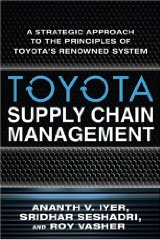 A STRATEGIC APPROACH
TO THE PRINCIPLES OF
TOYOTA'S RENOWNED SYSTEM
TOYOTA
SUPPLY CHAIN
MANAGEMENT
ANANTH V. IYER,
SRIDHAR SESHADRI,
AND ROY VASHER